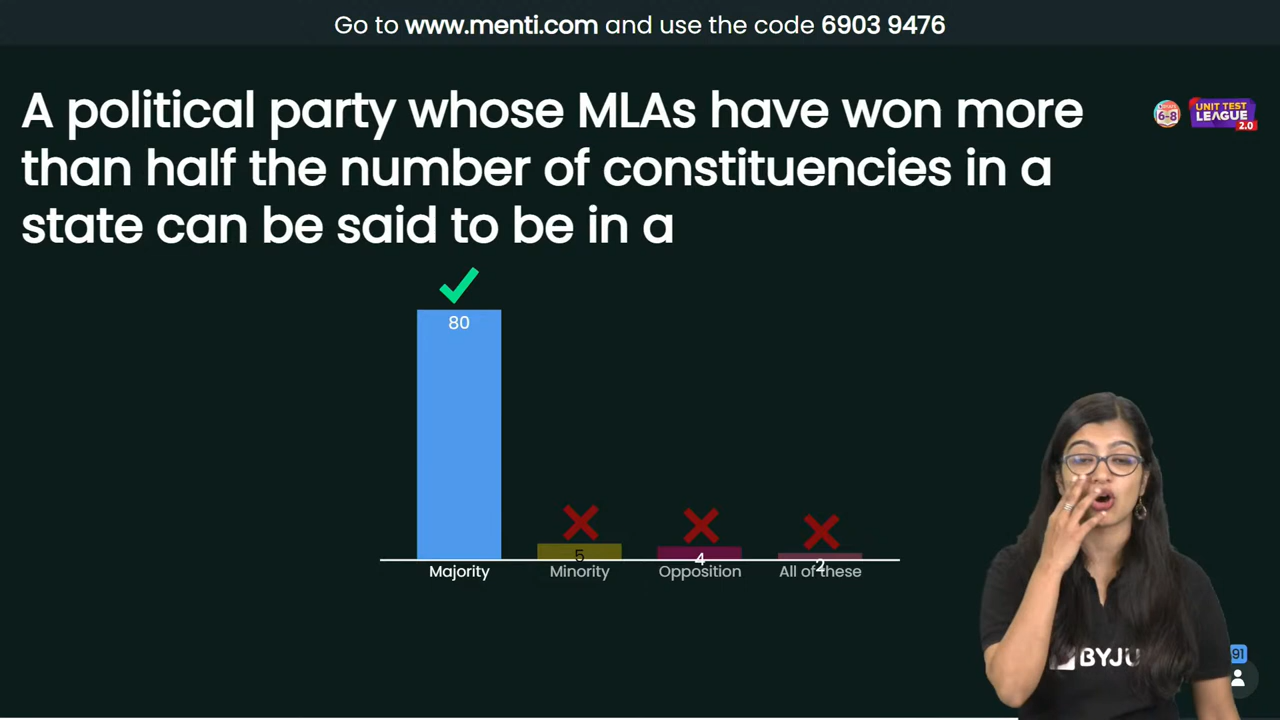 Go to www.menti.com and use the code 6903 9476
A political party whose MLAs have won more
than half the number of constituencies in a
state can be said to be in a
6-8
UNIT TEST
LEAGUE
2.0
80
5
4
2
Majority
Minority
Opposition
All of these
BYJU
91